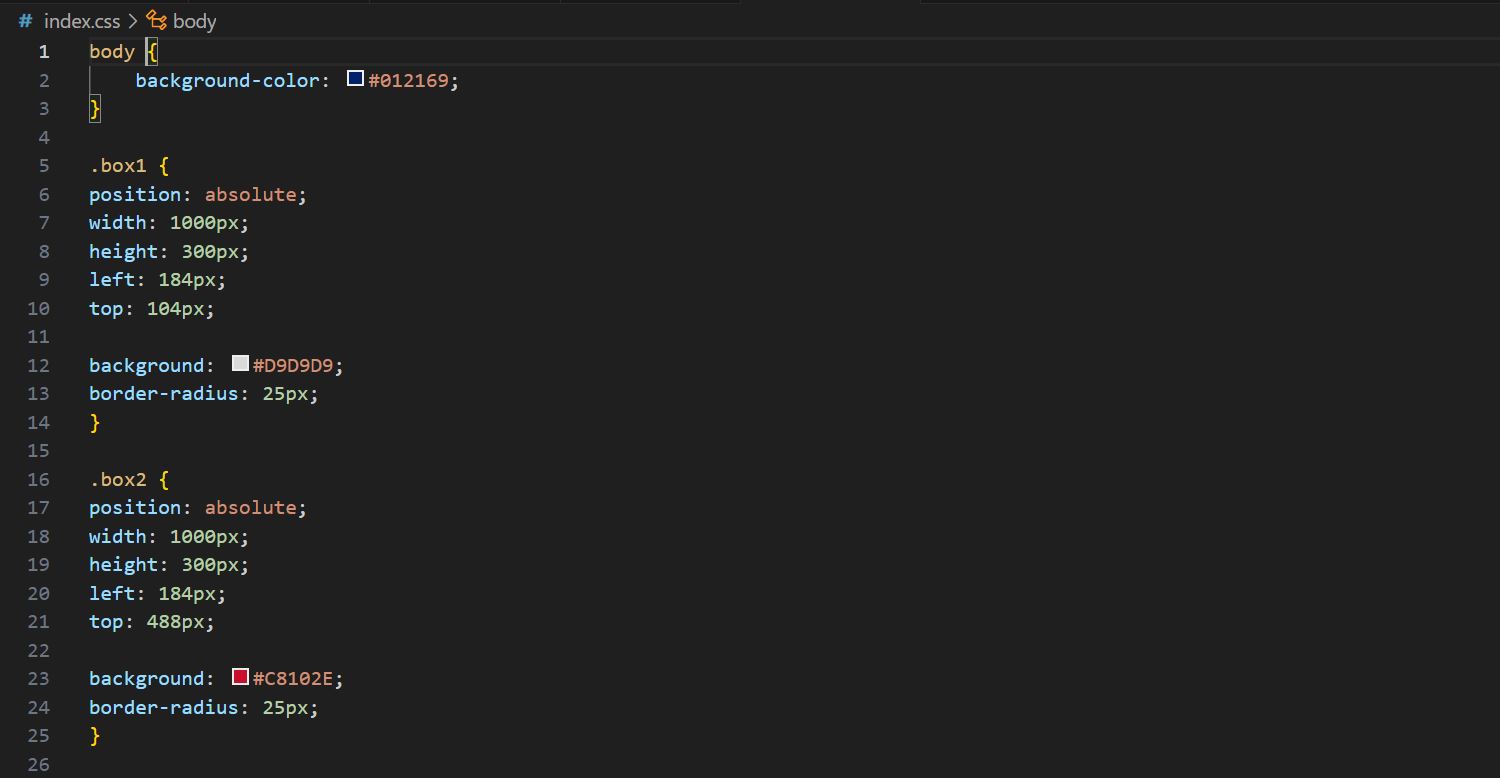 # index.css > body
1 body {
2     background-color: #012169;
3 }
4
5 .box1 {
6 position: absolute;
7 width: 1000px;
8 height: 300px;
9 left: 184px;
10 top: 104px;
11
12 background: #D9D9D9;
13 border-radius: 25px;
14 }
15
16 .box2 {
17 position: absolute;
18 width: 1000px;
19 height: 300px;
20 left: 184px;
21 top: 488px;
22
23 background: #C8102E;
24 border-radius: 25px;
25 }
26